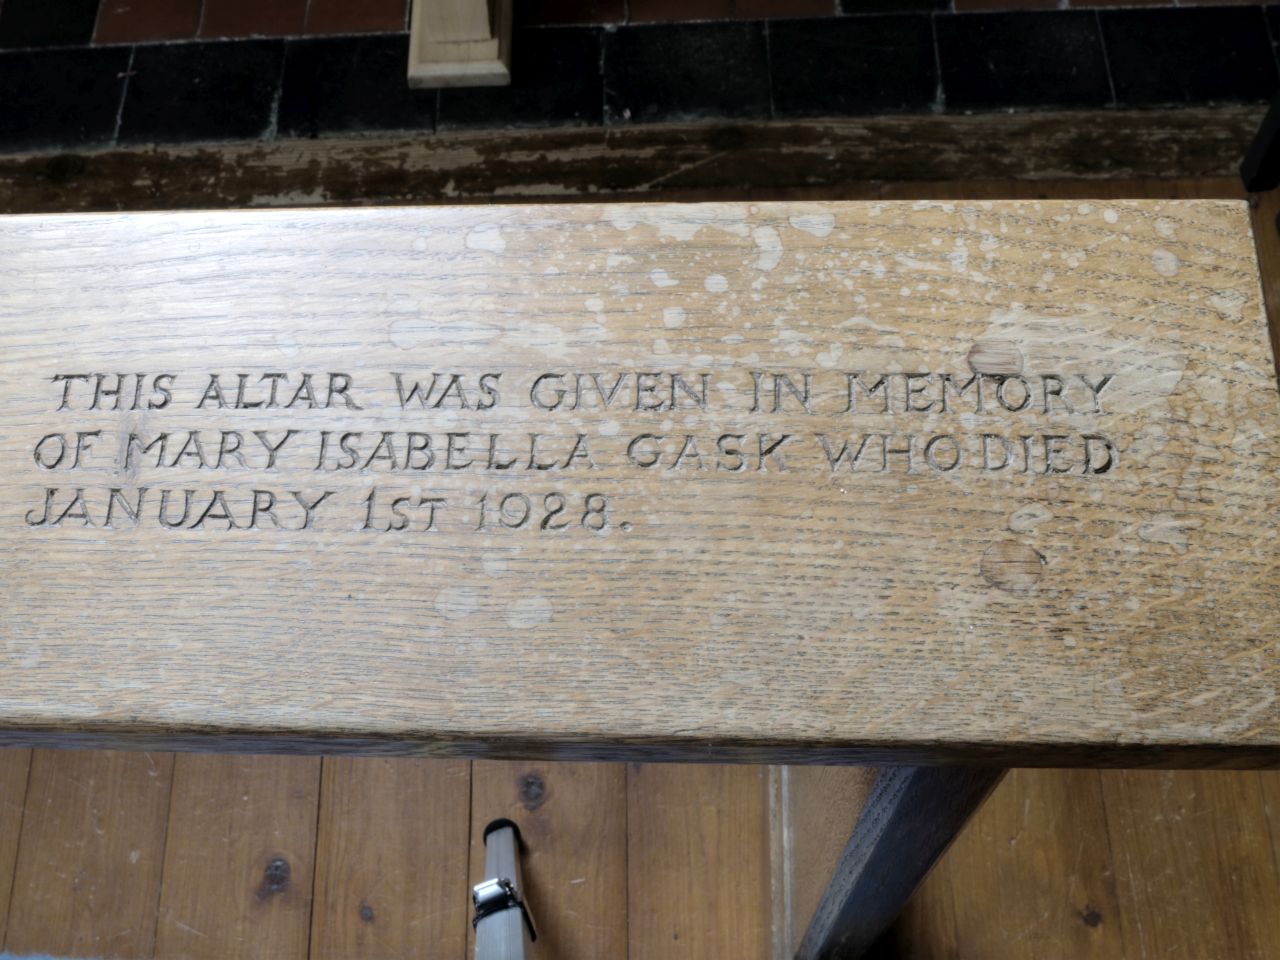 THIS ALTAR WAS GIVEN IN MEMORY
OF MARY ISABELLA GASK WHO DIED
JANUARY 1ST 1928.